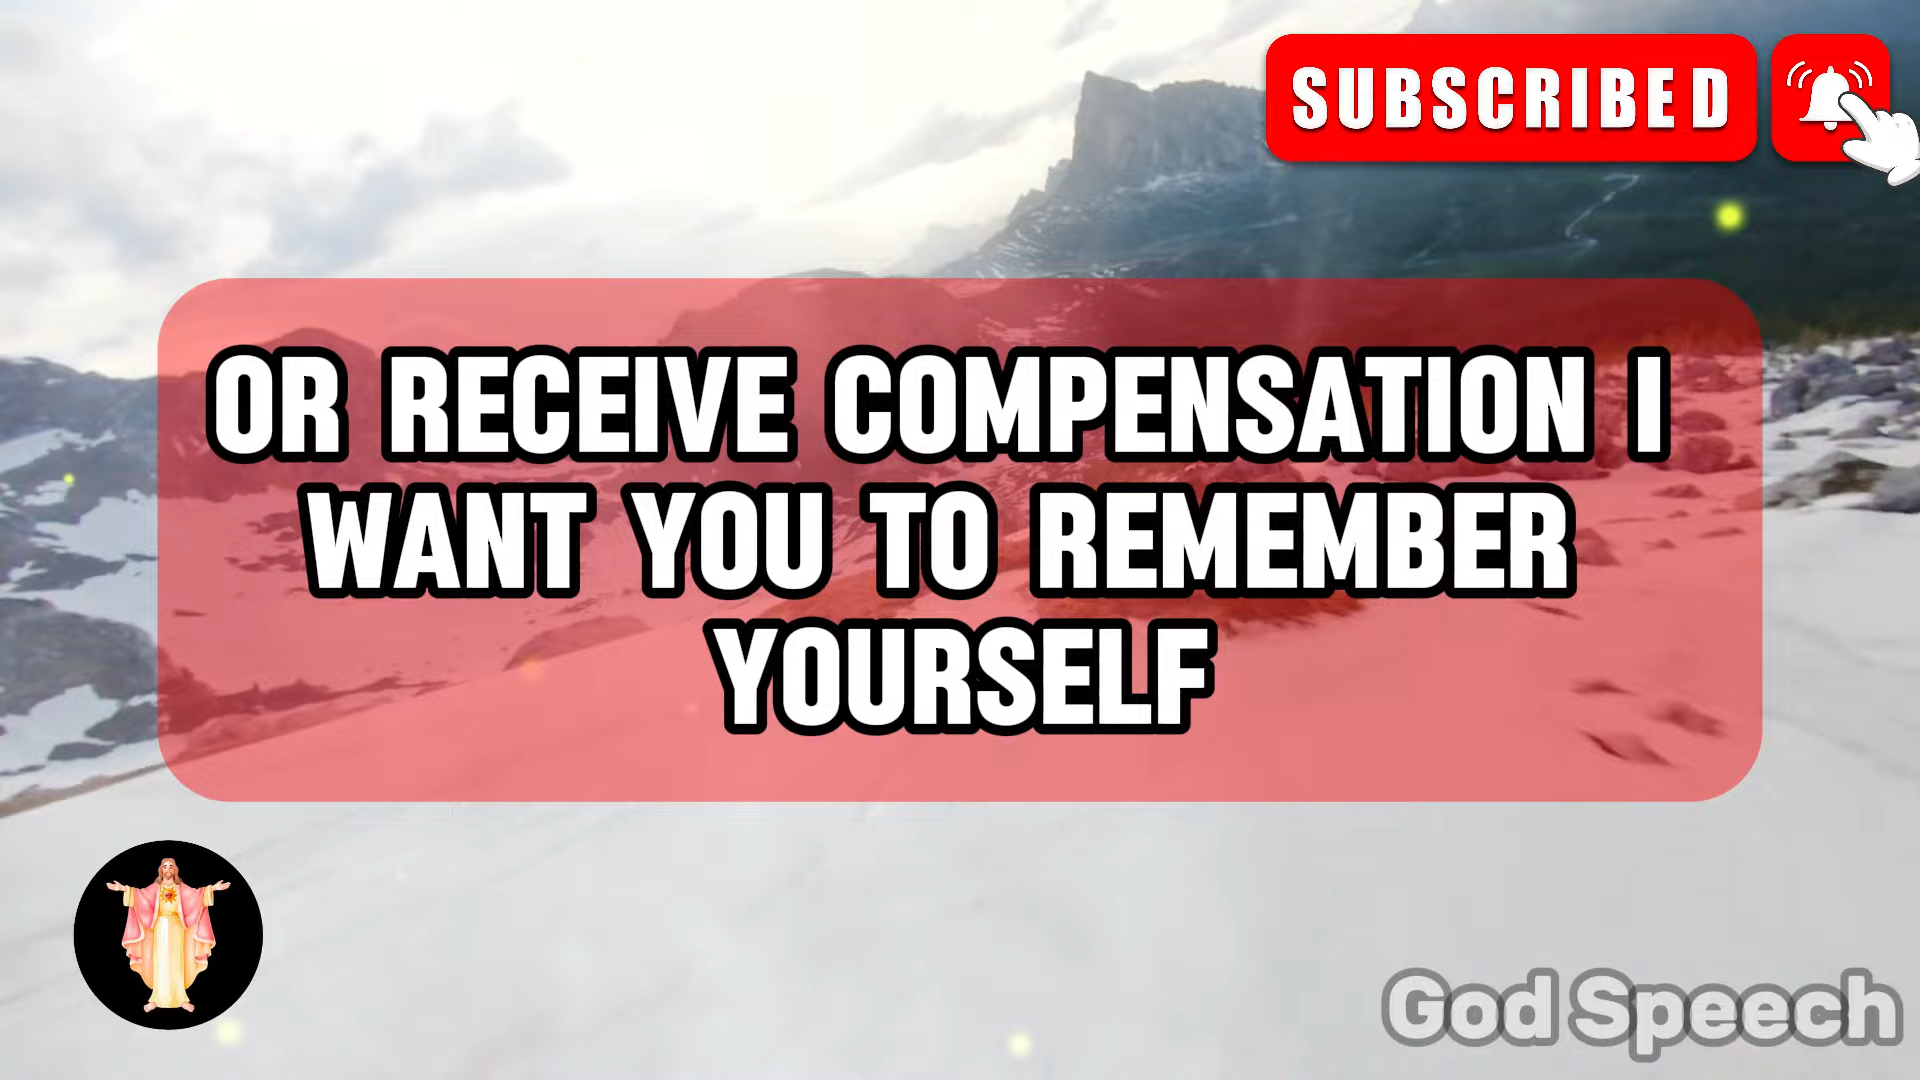 SUBSCRIBED
OR RECEIVE COMPENSATION I
WANT YOU TO REMEMBER
YOURSELF
God Speech